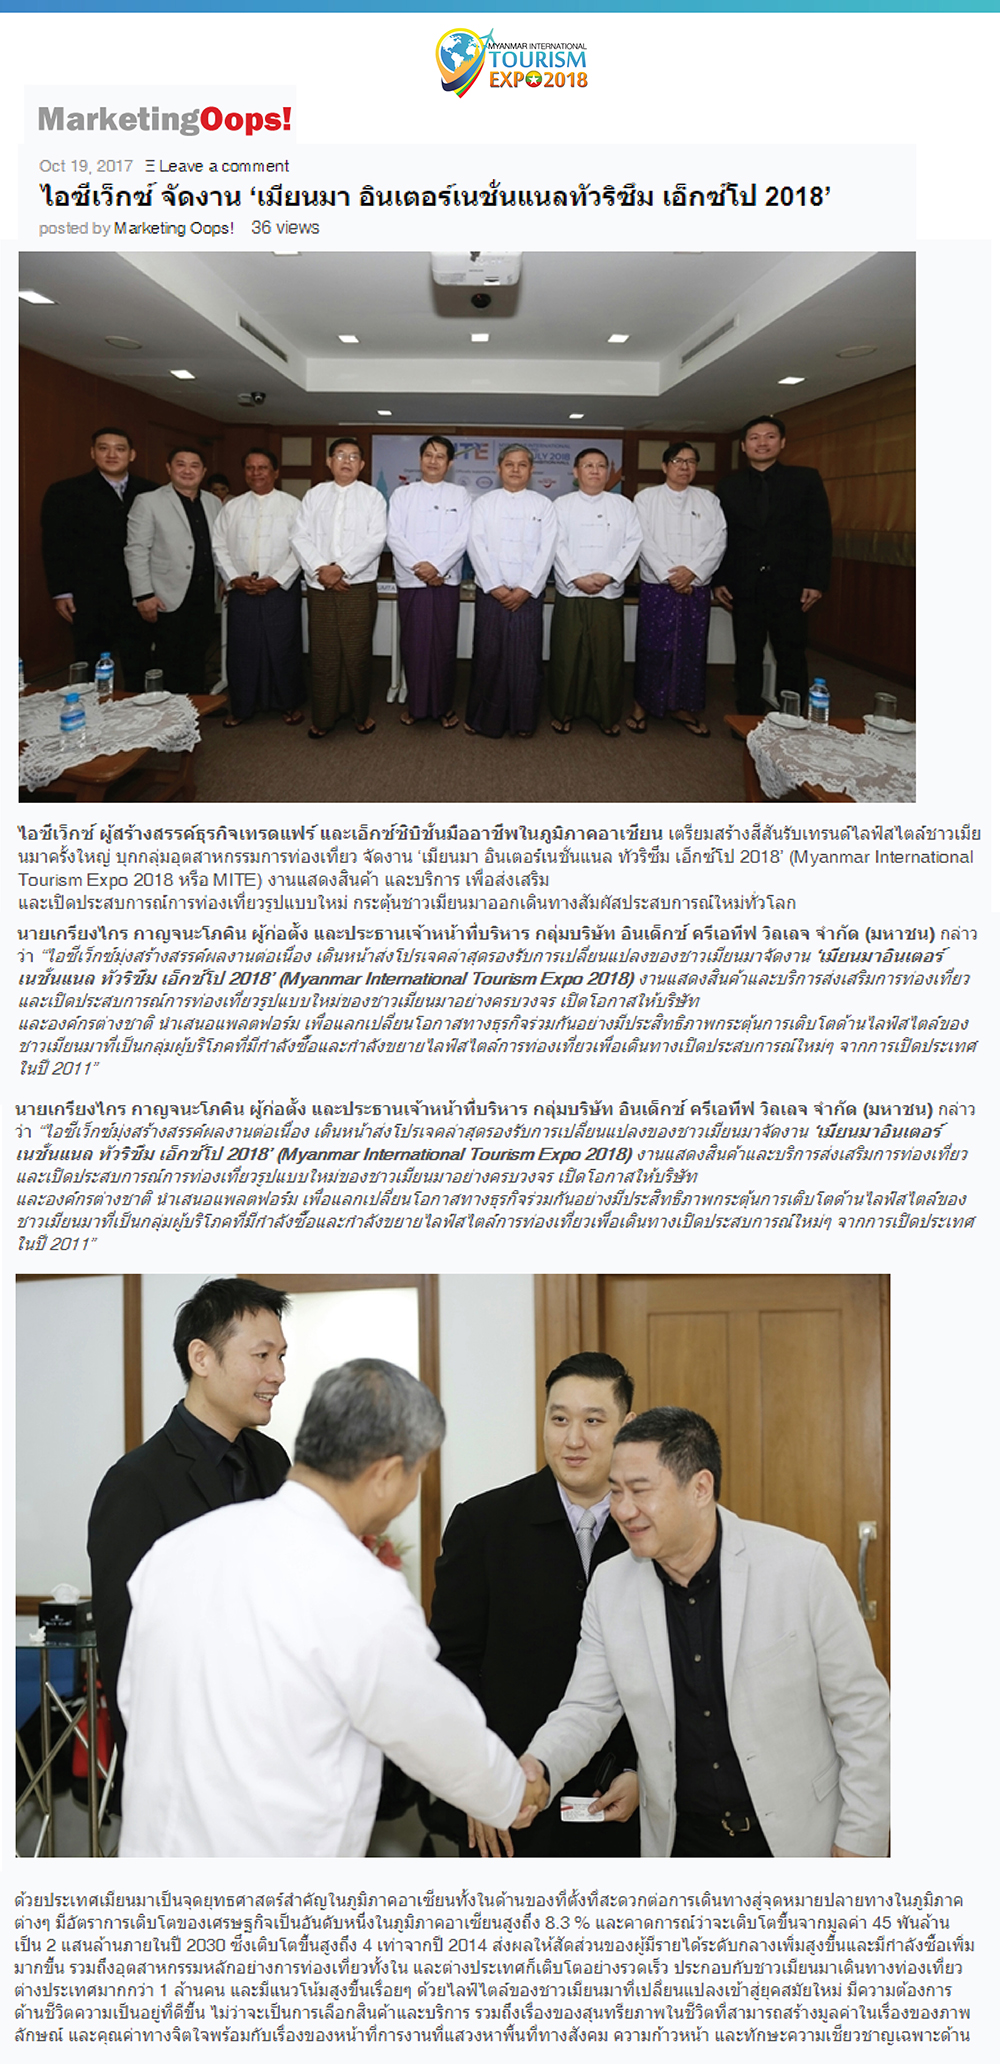 MYANMAR INTERNATIONAL
TOURISM
EXPO2018
MarketingOops!
Oct 19, 2017 Leave a comment
ไอซีเว็กซ์ จัดงาน ‘เมียนมา อินเตอร์เนชั่นแนลทัวริซึม เอ็กซ์โป 2018’
posted by Marketing Oops! 36 views
ไอซีเว็กซ์ ผู้สร้างสรรค์ธุรกิจเทรดแฟร์ และเอ็กซ์ซิบิชั่นมืออาชีพในภูมิภาคอาเซียน เตรียมสร้างสีสันรับเทรนด์ไลฟ์สไตล์ชาวเมีย
นมาครั้งใหญ่ บุกกลุ่มอุตสาหกรรมการท่องเที่ยว จัดงาน ‘เมียนมา อินเตอร์เนชั่นแนล ทัวริซึม เอ็กซ์โป 2018’ (Myanmar International
Tourism Expo 2018 หรือ MITE) งานแสดงสินค้า และบริการ เพื่อส่งเสริม
และเปิดประสบการณ์การท่องเที่ยวรูปแบบใหม่ กระตุ้นชาวเมียนมาออกเดินทางสัมผัสประสบการณ์ใหม่ทั่วโลก
นายเกรียงไกร กาญจนะโภคิน ผู้ก่อตั้ง และประธานเจ้าหน้าที่บริหาร กลุ่มบริษัท อินเด็กซ์ ครีเอทีฟ วิลเลจ จำกัด (มหาชน) กล่าว
ว่า “ไอซีเว็กซ์มุ่งสร้างสรรค์ผลงานต่อเนื่อง เดินหน้าส่งโปรเจคล่าสุดรองรับการเปลี่ยนแปลงของชาวเมียนมาจัดงาน ‘เมียนมาอินเตอร์
เนชั่นแนล ทัวริซึม เอ็กซ์โป 2018’ (Myanmar International Tourism Expo 2018) งานแสดงสินค้าและบริการส่งเสริมการท่องเที่ยว
และเปิดประสบการณ์การท่องเที่ยวรูปแบบใหม่ของชาวเมียนมาอย่างครบวงจร เปิดโอกาสให้บริษัท
และองค์กรต่างชาติ นำเสนอแพลตฟอร์ม เพื่อแลกเปลี่ยนโอกาสทางธุรกิจร่วมกันอย่างมีประสิทธิภาพกระตุ้นการเติบโตด้านไลฟ์สไตล์ของ
ชาวเมียนมาที่เป็นกลุ่มผู้บริโภคที่มีกำลังซื้อและกำลังขยายไลฟ์สไตล์การท่องเที่ยวเพื่อเดินทางเปิดประสบการณ์ใหม่ๆ จากการเปิดประเทศ
ในปี 2011”
นายเกรียงไกร กาญจนะโภคิน ผู้ก่อตั้ง และประธานเจ้าหน้าที่บริหาร กลุ่มบริษัท อินเด็กซ์ ครีเอทีฟ วิลเลจ จำกัด (มหาชน) กล่าว
ว่า “ไอซีเว็กซ์มุ่งสร้างสรรค์ผลงานต่อเนื่อง เดินหน้าส่งโปรเจคล่าสุดรองรับการเปลี่ยนแปลงของชาวเมียนมาจัดงาน ‘เมียนมาอินเตอร์
เนชั่นแนล ทัวริซึม เอ็กซ์โป 2018’ (Myanmar International Tourism Expo 2018) งานแสดงสินค้าและบริการส่งเสริมการท่องเที่ยว
และเปิดประสบการณ์การท่องเที่ยวรูปแบบใหม่ของชาวเมียนมาอย่างครบวงจร เปิดโอกาสให้บริษัท
และองค์กรต่างชาติ นำเสนอแพลตฟอร์ม เพื่อแลกเปลี่ยนโอกาสทางธุรกิจร่วมกันอย่างมีประสิทธิภาพกระตุ้นการเติบโตด้านไลฟ์สไตล์ของ
ชาวเมียนมาที่เป็นกลุ่มผู้บริโภคที่มีกำลังซื้อและกำลังขยายไลฟ์สไตล์การท่องเที่ยวเพื่อเดินทางเปิดประสบการณ์ใหม่ๆ จากการเปิดประเทศ
ในปี 2011”
ด้วยประเทศเมียนมาเป็นจุดยุทธศาสตร์สำคัญในภูมิภาคอาเซียนทั้งในด้านของที่ตั้งที่สะดวกต่อการเดินทางสู่จุดหมายปลายทางในภูมิภาค
ต่างๆ มีอัตราการเติบโตของเศรษฐกิจเป็นอันดับหนึ่งในภูมิภาคอาเซียนสูงถึง 8.3 % และคาดการณ์ว่าจะเติบโตขึ้นจากมูลค่า 45 พันล้าน
เป็น 2 แสนล้านภายในปี 2030 ซึ่งเติบโตขึ้นสูงถึง 4 เท่าจากปี 2014 ส่งผลให้สัดส่วนของผู้มีรายได้ระดับกลางเพิ่มสูงขึ้นและมีกำลังซื้อเพิ่ม
มากขึ้น รวมถึงอุตสาหกรรมหลักอย่างการท่องเที่ยวทั้งใน และต่างประเทศก็เติบโตอย่างรวดเร็ว ประกอบกับชาวเมียนมาเดินทางท่องเที่ยว
ต่างประเทศมากกว่า 1 ล้านคน และมีแนวโน้มสูงขึ้นเรื่อยๆ ด้วยไลฟ์ไตล์ของชาวเมียนมาที่เปลี่ยนแปลงเข้าสู่ยุคสมัยใหม่ มีความต้องการ
ด้านชีวิตความเป็นอยู่ที่ดีขึ้น ไม่ว่าจะเป็นการเลือกสินค้าและบริการ รวมถึงเรื่องของสุนทรียภาพในชีวิตที่สามารถสร้างมูลค่าในเรื่องของภาพ
ลักษณ์ และคุณค่าทางจิตใจพร้อมกับเรื่องของหน้าที่การงานที่แสวงหาพื้นที่ทางสังคม ความก้าวหน้า และทักษะความเชี่ยวชาญเฉพาะด้าน